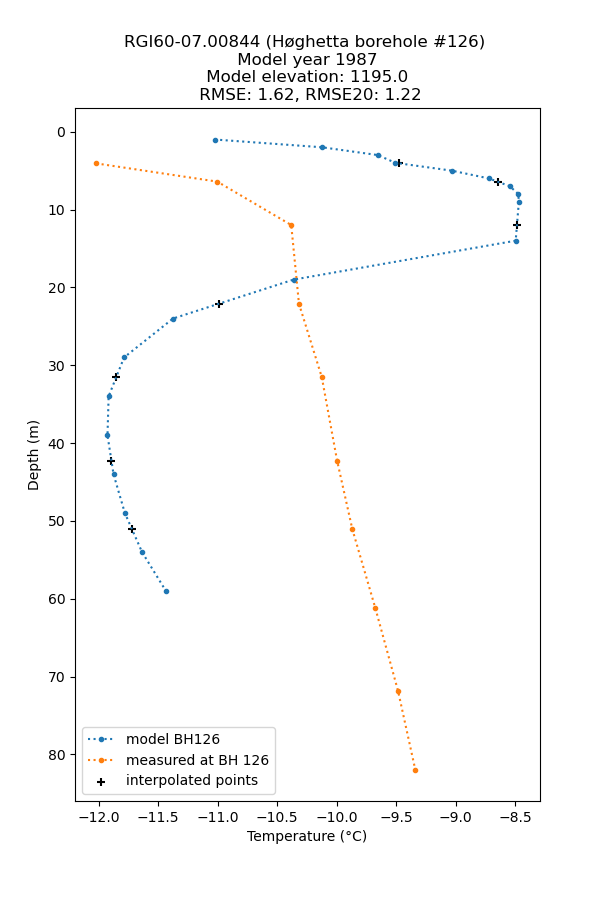 RGI60-07.00844 (Høghetta borehole #126)
Model year 1987
Model elevation: 1195.0
RMSE: 1.62, RMSE20: 1.22
0
10
20
30
40
50
60
70
80
Depth (m)
model BH126
measured at BH 126
interpolated points
−12.0 −11.5 −11.0 −10.5 −10.0 −9.5 −9.0 −8.5
Temperature (°C)